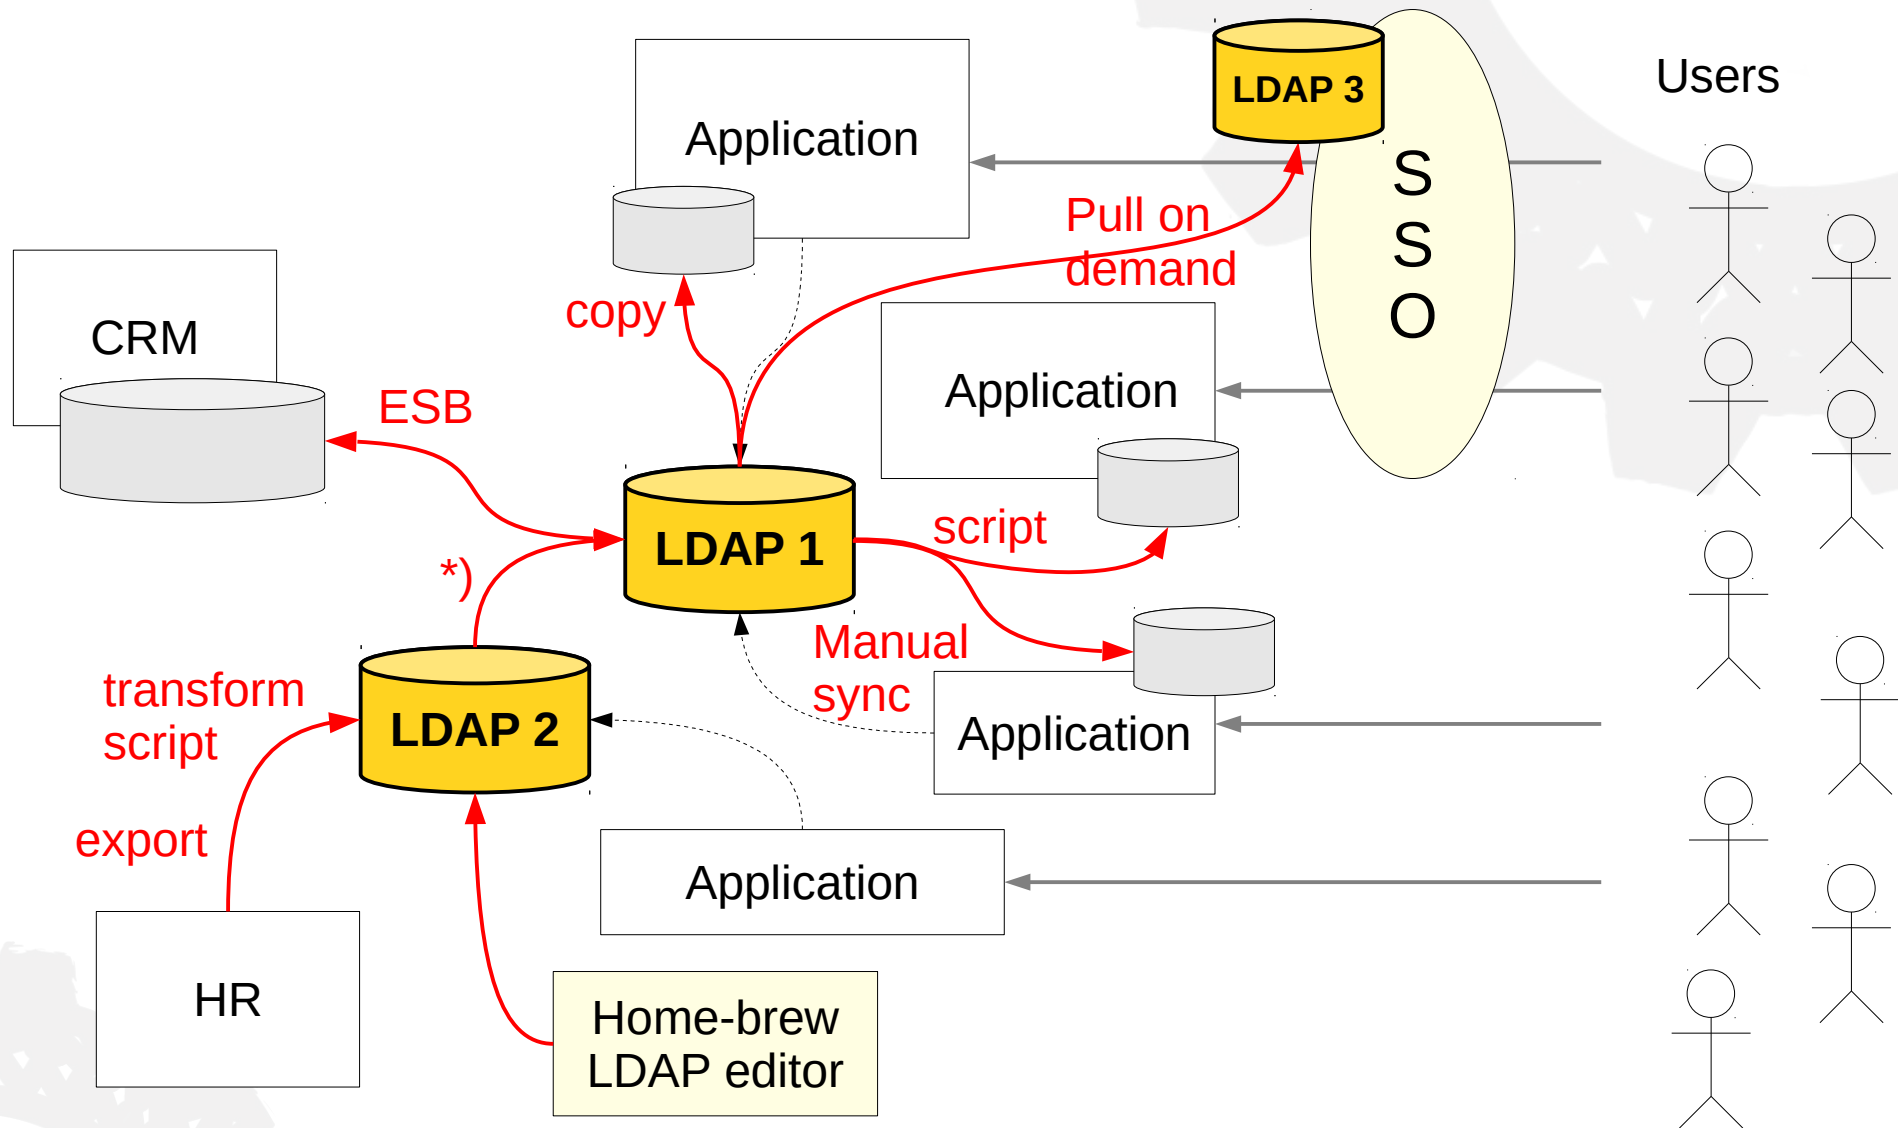 LDAP 3
Users
Application
S
S
O
Pull on
demand
copy
CRM
Application
ESB
script
LDAP 1
*)
Manual
sync
transform
script
LDAP 2
Application
export
Application
HR
Home-brew
LDAP editor